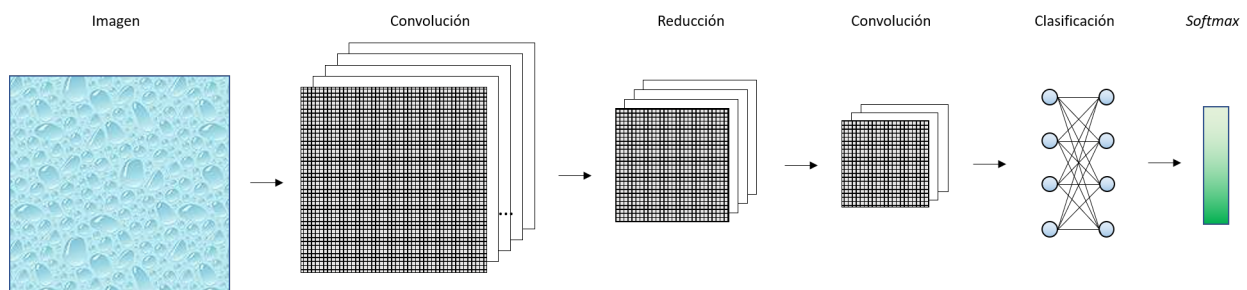 Imagen
Convolución
Reducción
Convolución
Clasificación
Softmax
...